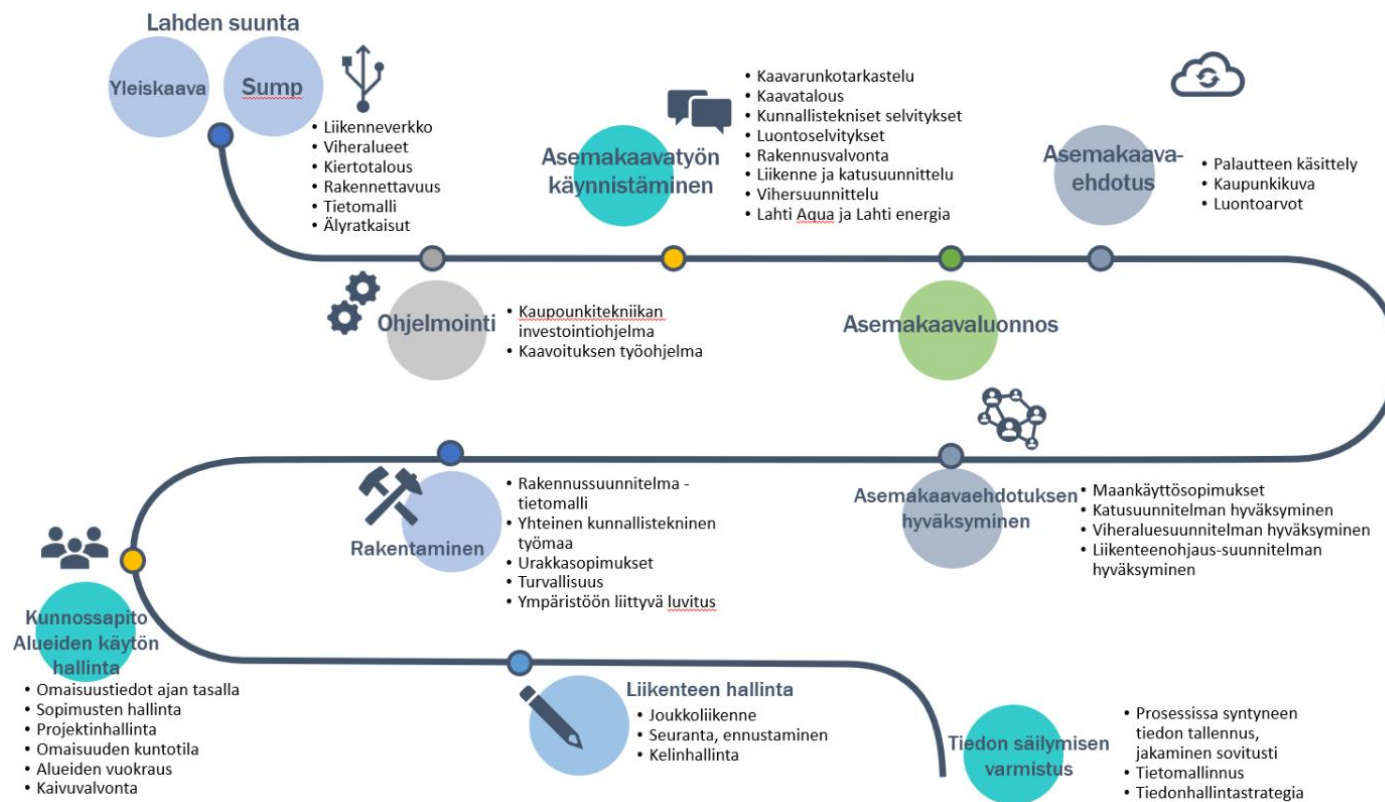 Lahden suunta
Yleiskaava
Sump
• Liikenneverkko
• Viheralueet
• Kiertotalous
• Rakennettavuus
• Tietomalli
• Älyratkaisut
Ohjelmointi
• Kaupounkitekniikan
investointiohjelma
• Kaavoituksen työohjelma
Asemakaavatyön
käynnistäminen
• Kaavarunkotarkastelu
• Kaavatalous
• Kunnallistekniset selvitykset
• Luontoselvitykset
• Rakennusvalvonta
• Liikenne ja katusuunnittelu
• Vihersuunnittelu
• Lahti Aqua ja Lahti energia
Asemakaavaluonnos
Asemakaava-
ehdotus
• Palautteen käsittely
• Kaupunkikuva
• Luontoarvot
Asemakaavaehdotuksen
hyväksyminen
• Maankäyttösopimukset
• Katusuunnitelman hyväksyminen
• Viheraluesuunnitelman hyväksyminen
• Liikenteenohjaus-suunnitelman
hyväksyminen
Rakentaminen
• Rakennussuunnitelma -
tietomalli
• Yhteinen kunnallistekninen
työmaa
• Urakkasopimukset
• Turvallisuus
• Ympäristöön liittyvä luvitus
Kunnossapito
Alueiden käytön
hallinta
• Omaisuustiedot ajan tasalla
• Sopimusten hallinta
• Projektinhallinta
• Omaisuuden kuntotila
• Alueiden vuokraus
• Kaivuvalvonta
Liikenteen hallinta
• Joukkoliikenne
• Seuranta, ennustaminen
• Kelinhallinta
Tiedon säilymisen
varmistus
• Prosessissa syntyneen
tiedon tallennus,
jakaminen sovitusti
• Tietomallinnus
• Tiedonhallintastrategia